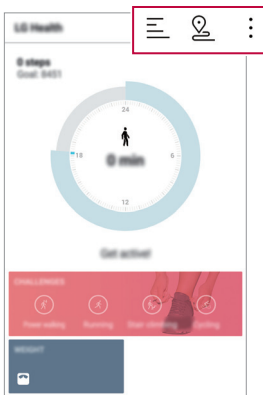 LG Health
0 steps
Goal: 8451
24
18
6
0 min
12
Get active!
CHALLENGES
Power walking Running Stair climbing Cycling
WEIGHT